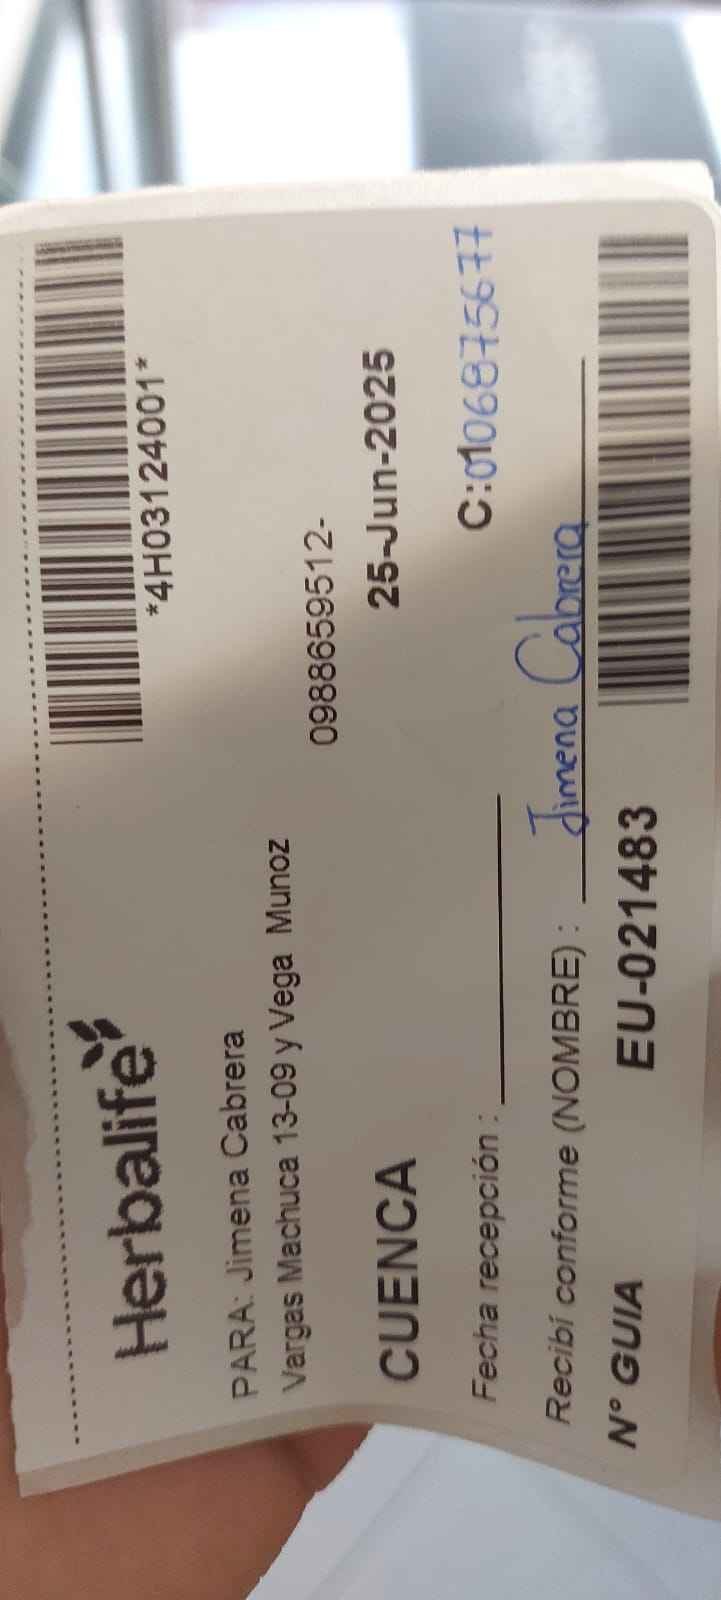 Herbalife
*4H03124001*
PARA: Jimena Cabrera
Vargas Machuca 13-09 y Vega Munoz
0988659512-
CUENCA 25-Jun-2025
Fecha recepción : C:0106875677
Recibí conforme (NOMBRE) : Jimena Cabrera
N° GUIA EU-021483